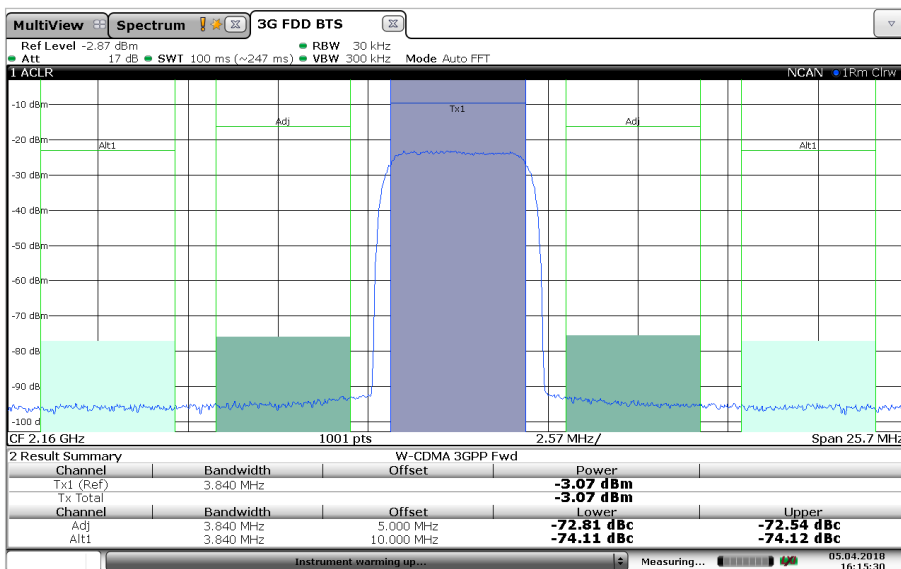 MultiView Spectrum ! 3G FDD BTS
Ref Level -2.87 dBm RBW 30 kHz
Att 17 dB SWT 100 ms (~247 ms) VBW 300 kHz Mode Auto FFT
1 ACLR NCAN 1Rm Clrw
-10 dBm
Tx1
Adj Adj
-20 dBm
Alt1 Alt1
-30 dBm
-40 dBm
-50 dBm
-60 dBm
-70 dBm
-80 dB
-90 dB
-100 d
CF 2.16 GHz 1001 pts 2.57 MHz/ Span 25.7 MHz
2 Result Summary W-CDMA 3GPP Fwd
Channel Bandwidth Offset Power
Tx1 (Ref) 3.840 MHz -3.07 dBm
Tx Total -3.07 dBm
Channel Bandwidth Offset Lower Upper
Adj 3.840 MHz 5.000 MHz -72.81 dBc -72.54 dBc
Alt1 3.840 MHz 10.000 MHz -74.11 dBc -74.12 dBc
Instrument warming up... Measuring... 05.04.2018
16:15:30